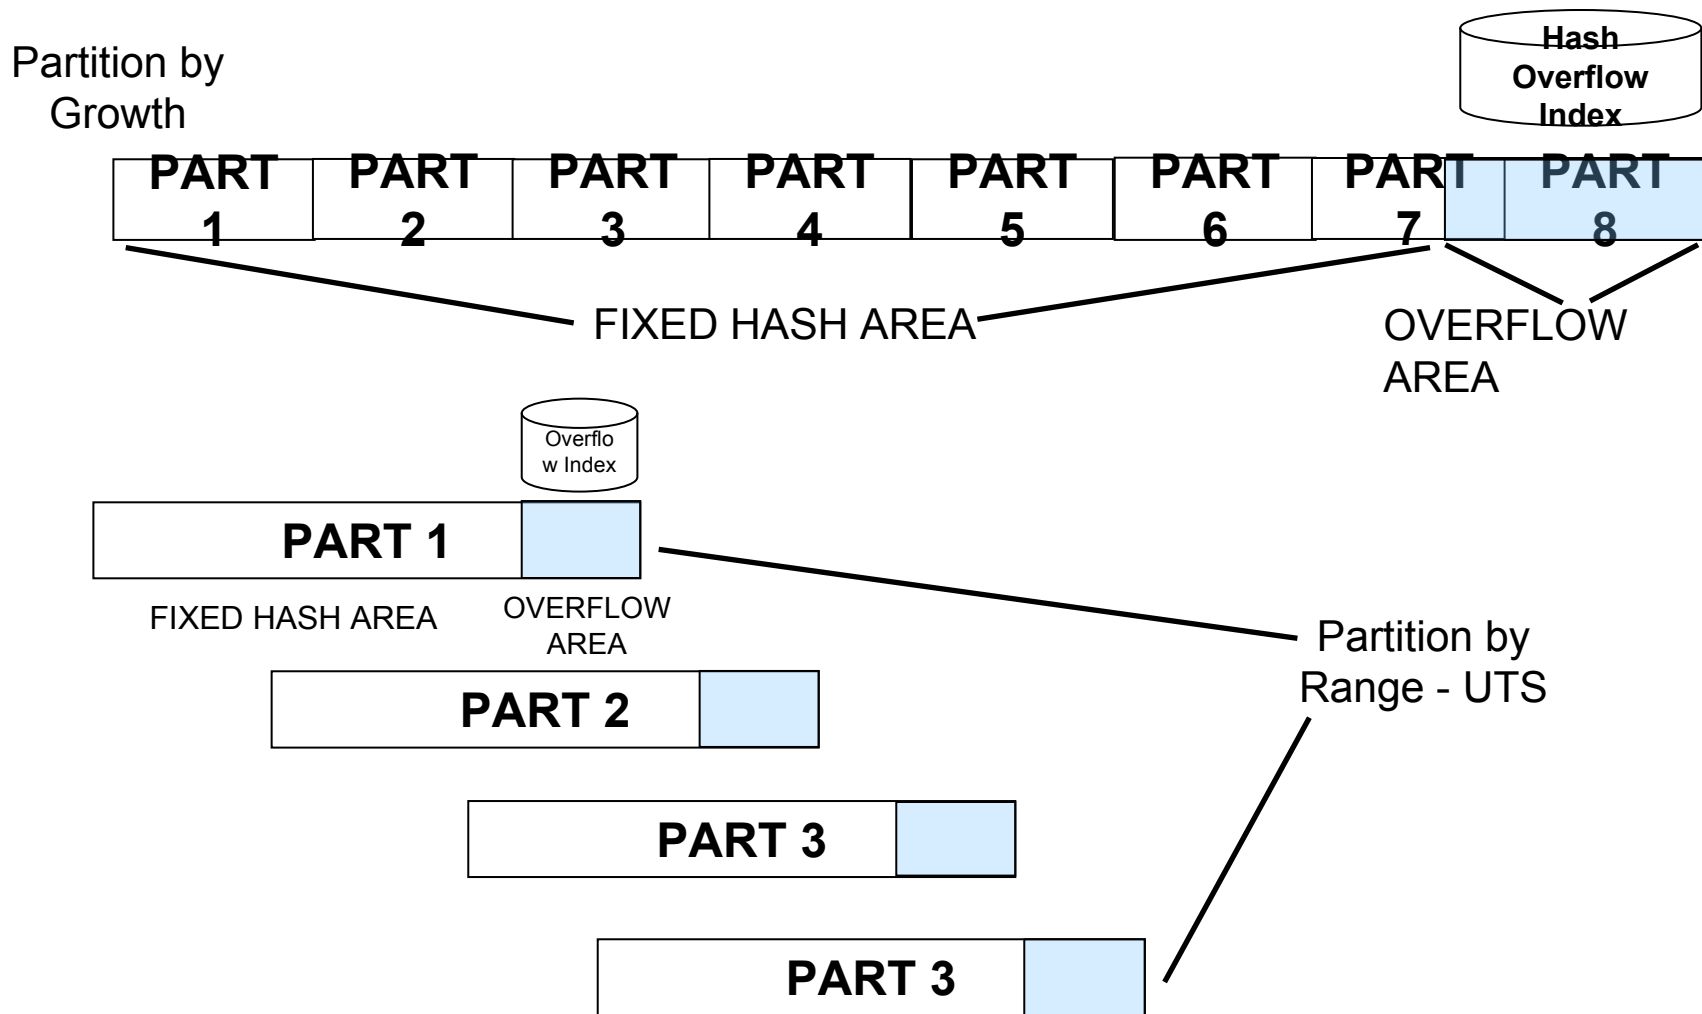 Partition by
Growth
Hash
Overflow
Index
PART
1
PART
2
PART
3
PART
4
PART
5
PART
6
PART
7
PART
8
FIXED HASH AREA
OVERFLOW
AREA
Overflo
w Index
PART 1
FIXED HASH AREA
OVERFLOW
AREA
Partition by
Range - UTS
PART 2
PART 3
PART 3